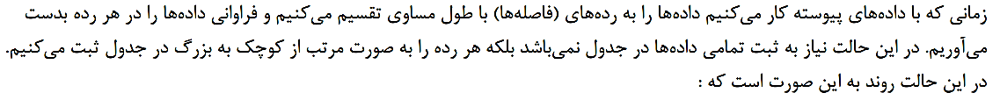 زمانی که با داده‌های پیوسته کار می‌کنیم داده‌ها را به رده‌های (فاصله‌ها) با طول مساوی تقسیم می‌کنیم و فراوانی داده‌ها را در هر رده بدست
می‌آوریم. در این حالت نیاز به ثبت تمامی داده‌ها در جدول نمی‌باشد بلکه هر رده را به صورت مرتب از کوچک به بزرگ در جدول ثبت می‌کنیم.
در این حالت روند به این صورت است که :